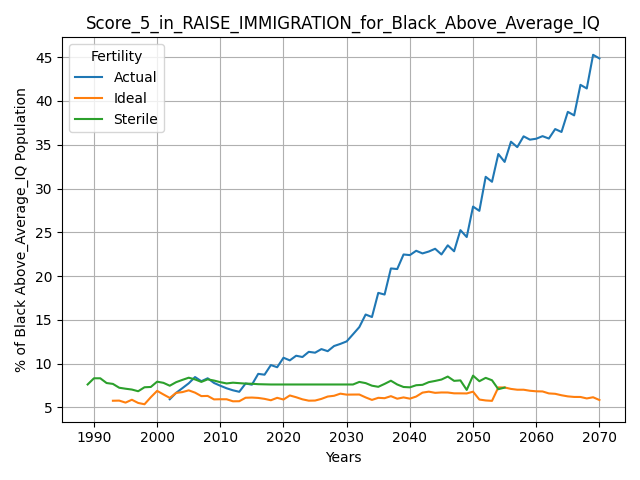 Score_5_in_RAISE_IMMIGRATION_for_Black_Above_Average_IQ
% of Black Above_Average_IQ Population
45
40
35
30
25
20
15
10
5
Fertility
Actual
Ideal
Sterile
1990 2000 2010 2020 2030 2040 2050 2060 2070
Years